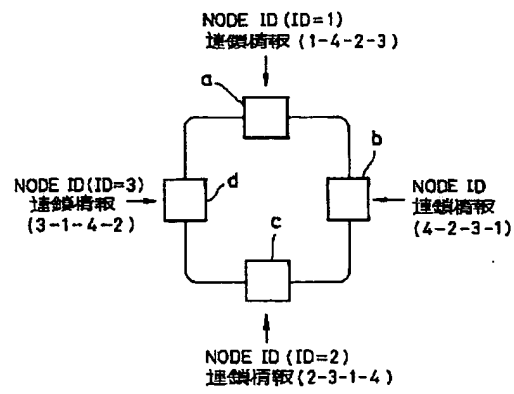 NODE ID (ID=1)
連鎖情報 (1-4-2-3)
a
b
NODE ID(ID=3)
連鎖情報
(3-1-4-2)
d
NODE ID
連鎖情報
(4-2-3-1)
c
NODE ID (ID=2)
連鎖情報(2-3-1-4)